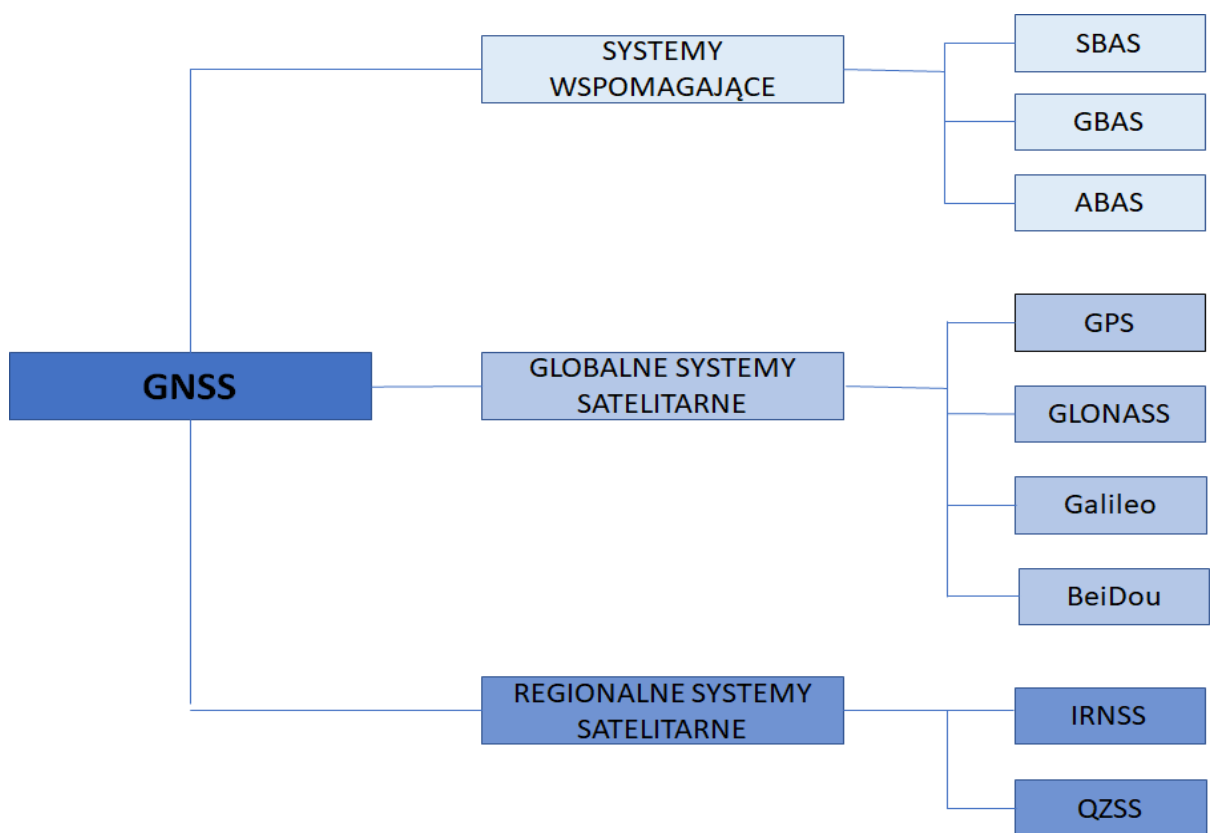 SYSTEMY
WSPOMAGAJĄCE
SBAS
GBAS
ABAS
GNSS
GLOBALNE SYSTEMY
SATELITARNE
GPS
GLONASS
Galileo
BeiDou
REGIONALNE SYSTEMY
SATELITARNE
IRNSS
QZSS